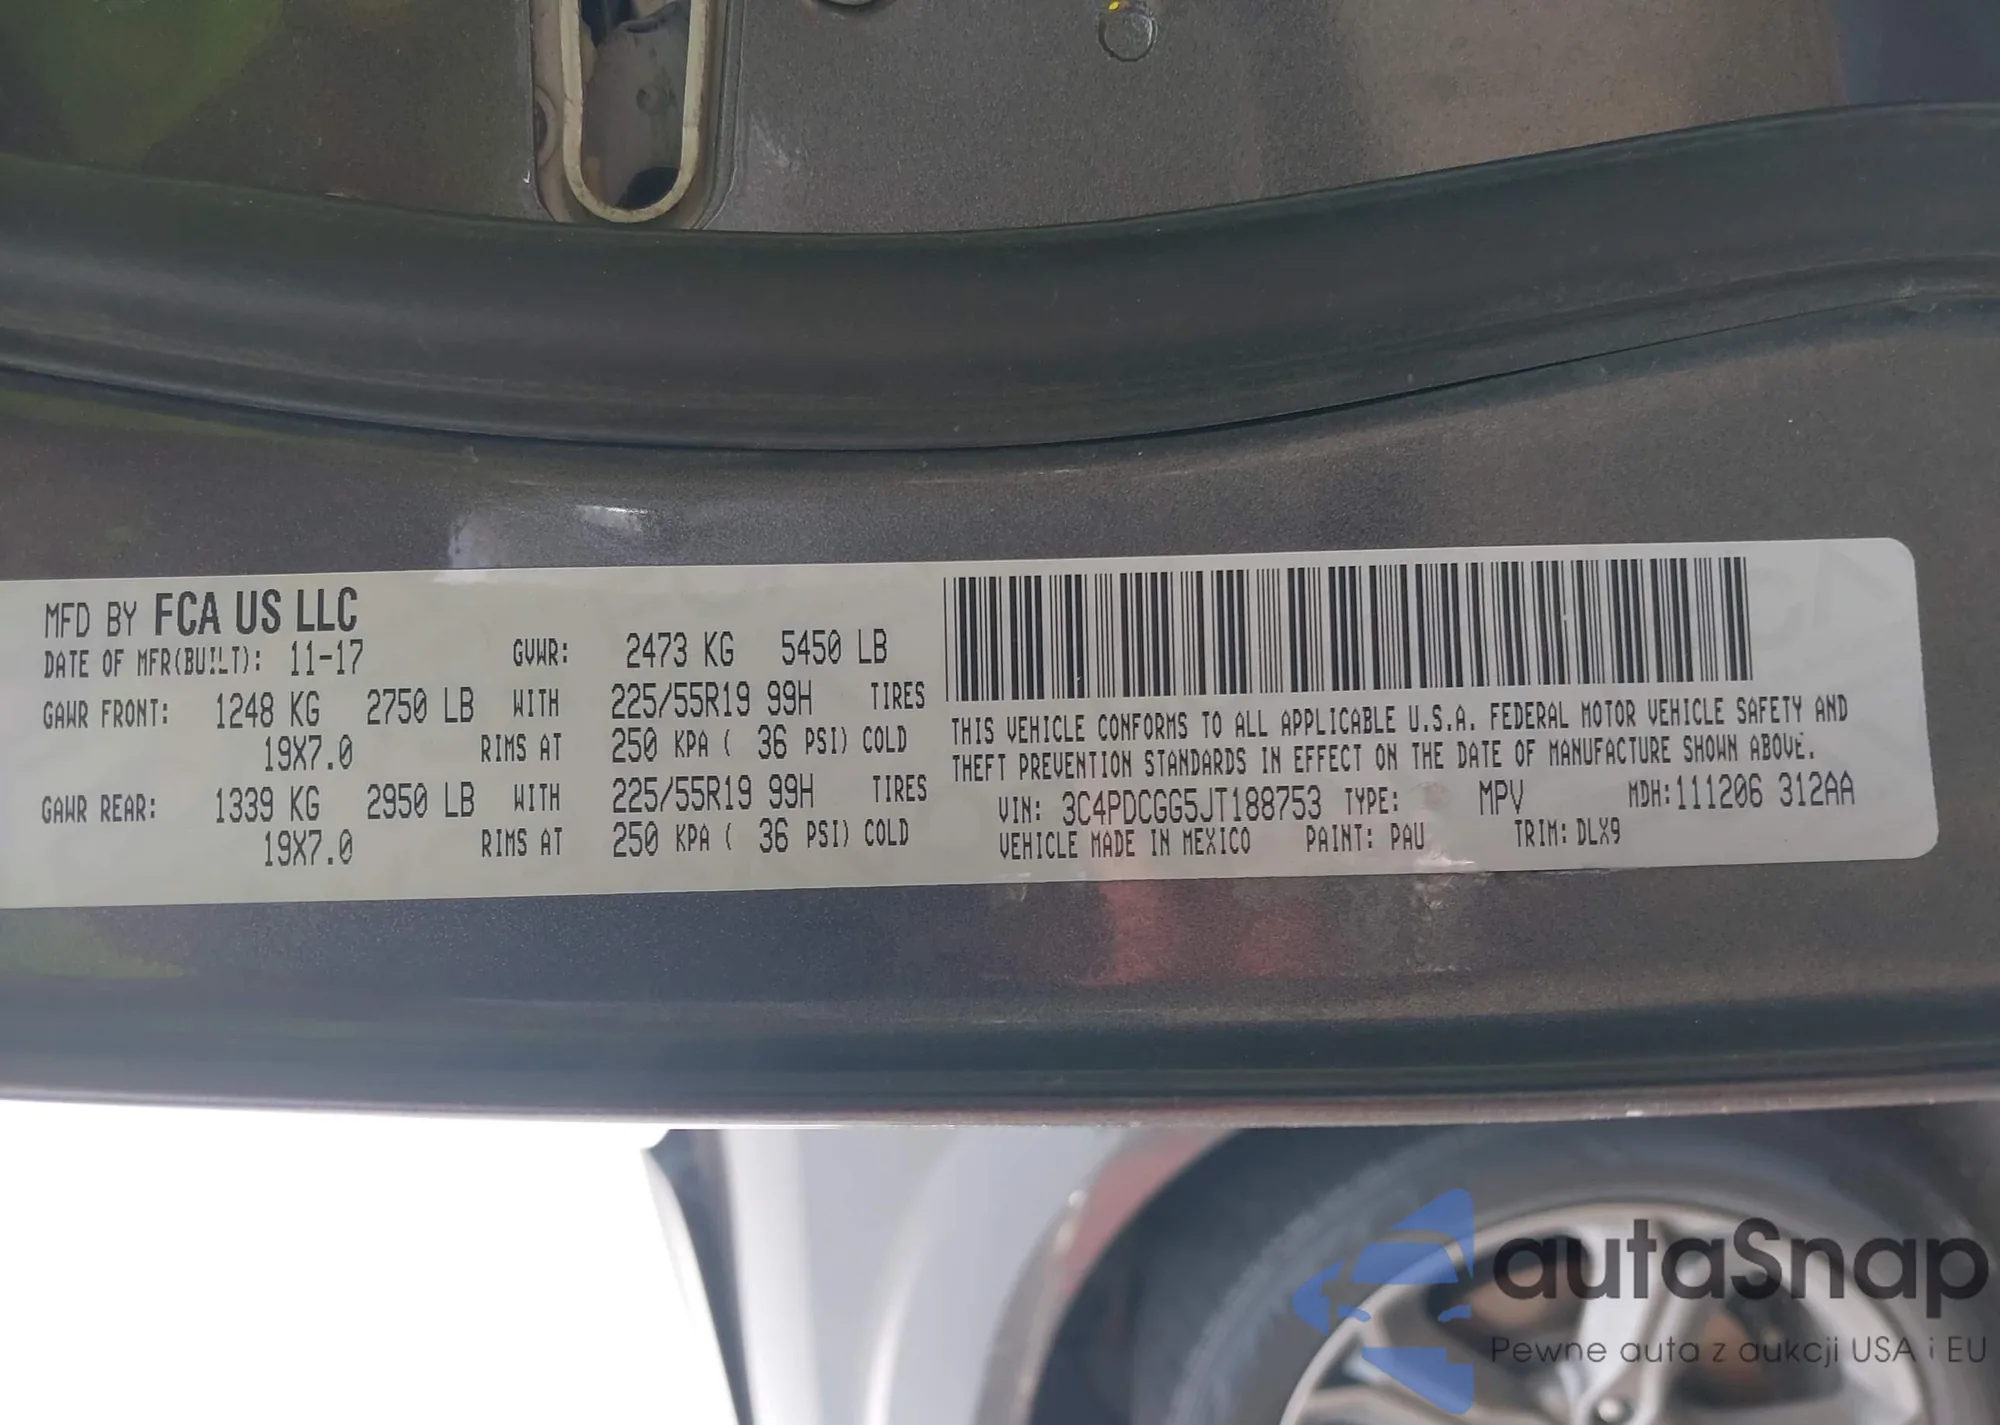 MFD BY FCA US LLC
DATE OF MFR(BUILT): 11-17 GVWR: 2473 KG 5450 LB
GAWR FRONT: 1248 KG 2750 LB WITH 225/55R19 99H TIRES
19X7.0 RIMS AT 250 KPA ( 36 PSI) COLD
GAWR REAR: 1339 KG 2950 LB WITH 225/55R19 99H TIRES
19X7.0 RIMS AT 250 KPA ( 36 PSI) COLD
THIS VEHICLE CONFORMS TO ALL APPLICABLE U.S.A. FEDERAL MOTOR VEHICLE SAFETY AND
THEFT PREVENTION STANDARDS IN EFFECT ON THE DATE OF MANUFACTURE SHOWN ABOVE.
VIN: 3C4PDCGG5JT188753 TYPE: MPV MDH:111206 312AA
VEHICLE MADE IN MEXICO PAINT: PAU TRIM: DLX9
autaSnap
Pewne auta z aukcji USA i EU